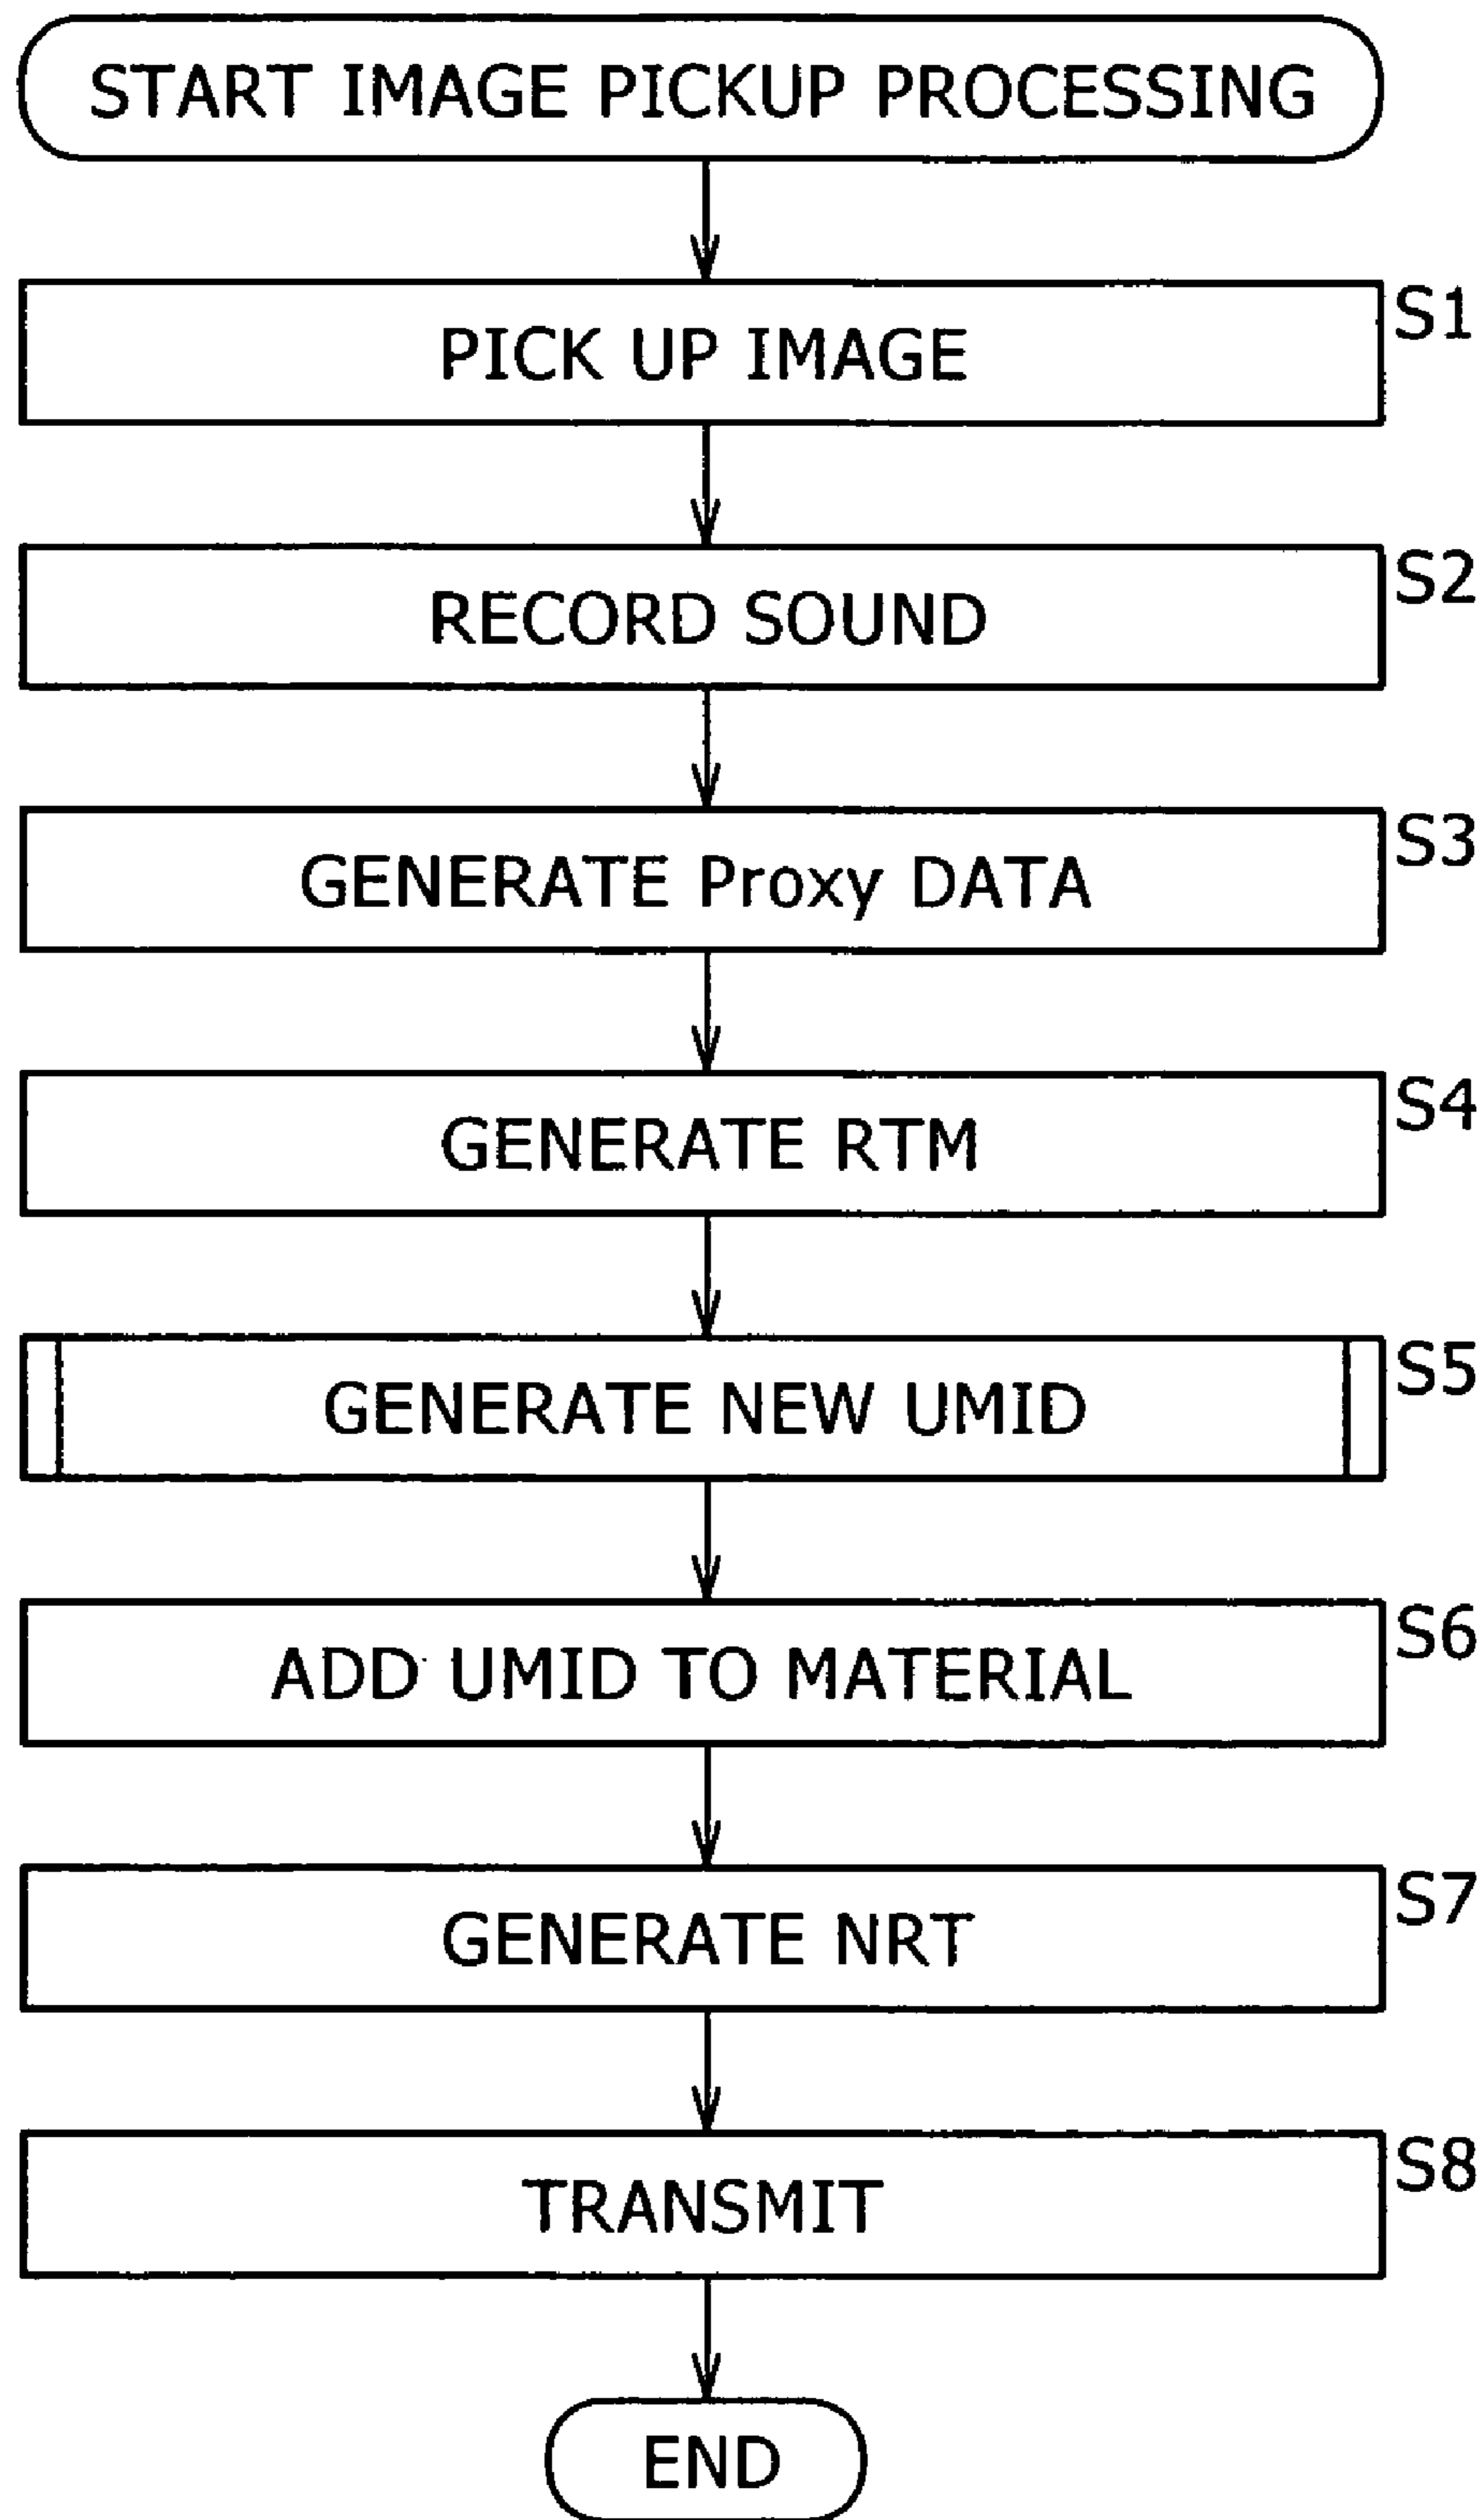 START IMAGE PICKUP PROCESSING
S1
PICK UP IMAGE
S2
RECORD SOUND
S3
GENERATE Proxy DATA
S4
GENERATE RTM
S5
GENERATE NEW UMID
S6
ADD UMID TO MATERIAL
S7
GENERATE NRT
S8
TRANSMIT
END